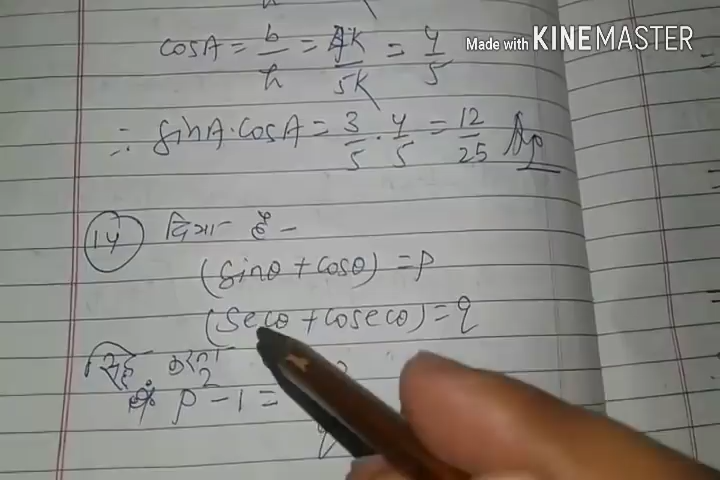 Made with KINEMASTER
cosA = b/h = 4K/5K = 4/5
∴ sinA·cosA = 3/5 · 4/5 = 12/25
14 दिया है -
(sinθ + cosθ) = p
(secθ + cosecθ) = q
सिद्ध करना
p² - 1 =